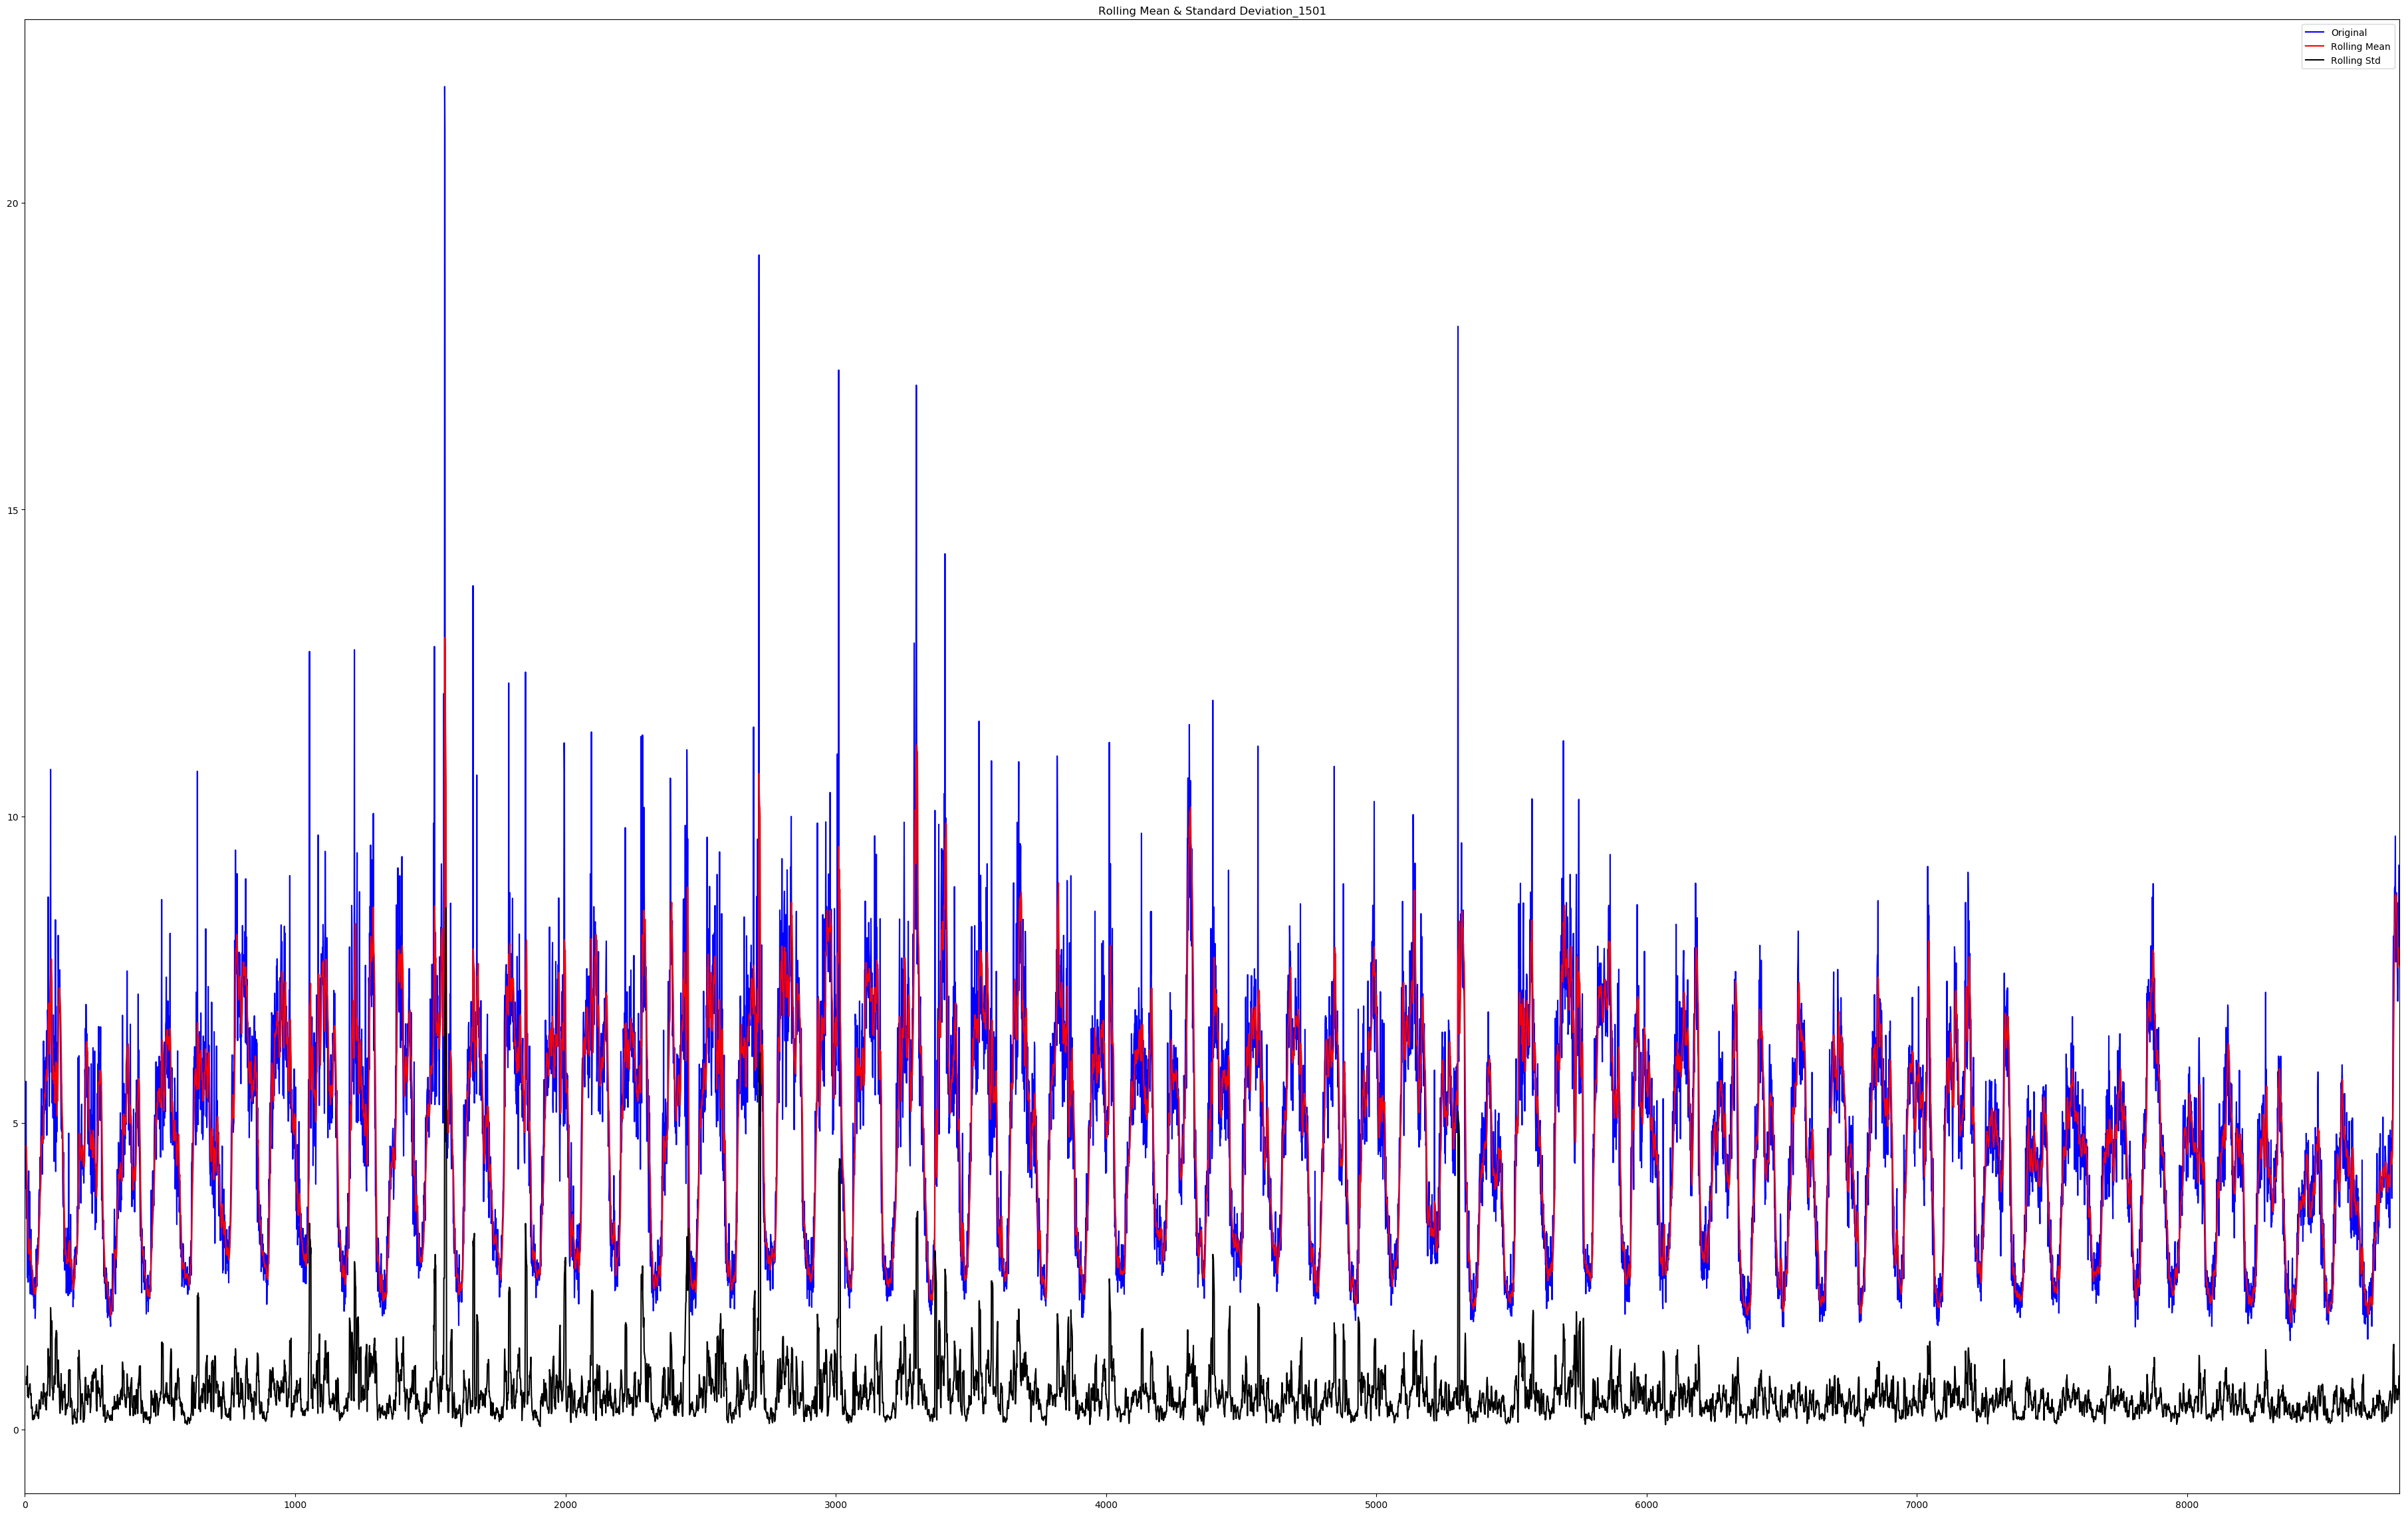 Rolling Mean & Standard Deviation_1501
Original
Rolling Mean
Rolling Std
20
15
10
5
0
0 1000 2000 3000 4000 5000 6000 7000 8000